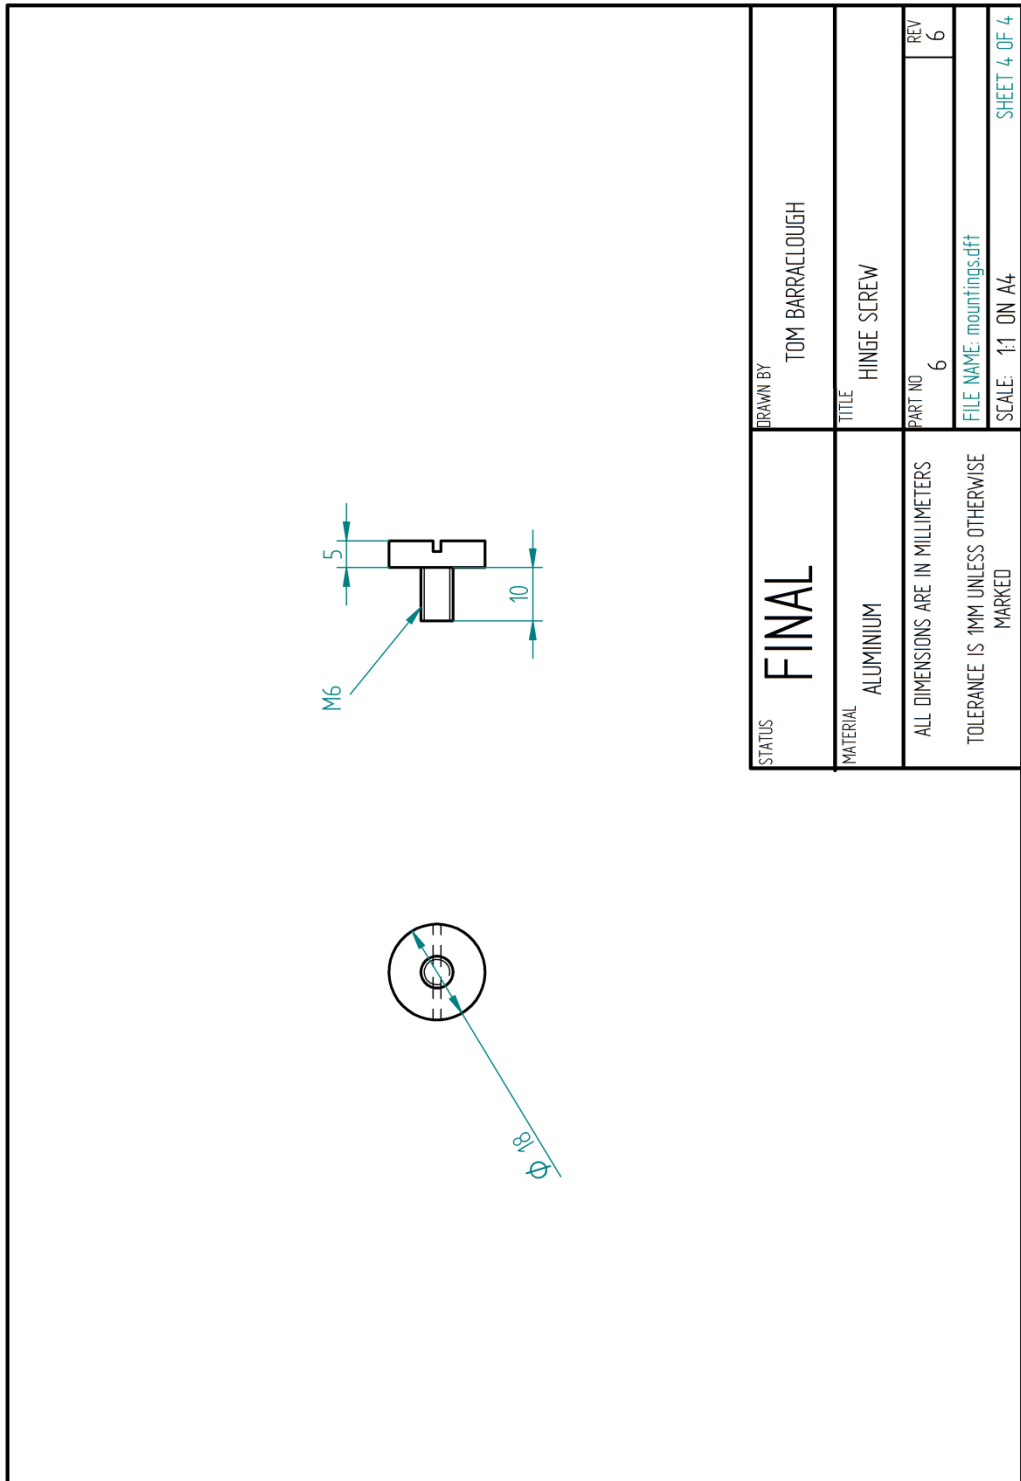 M6
5
10
ϕ 18
STATUS
FINAL
DRAWN BY
TOM BARRACLOUGH
MATERIAL
ALUMINIUM
TITLE
HINGE SCREW
ALL DIMENSIONS ARE IN MILLIMETERS
TOLERANCE IS 1MM UNLESS OTHERWISE
MARKED
PART NO
6
REV
6
FILE NAME: mountings.dft
SCALE: 1:1 ON A4
SHEET 4 OF 4